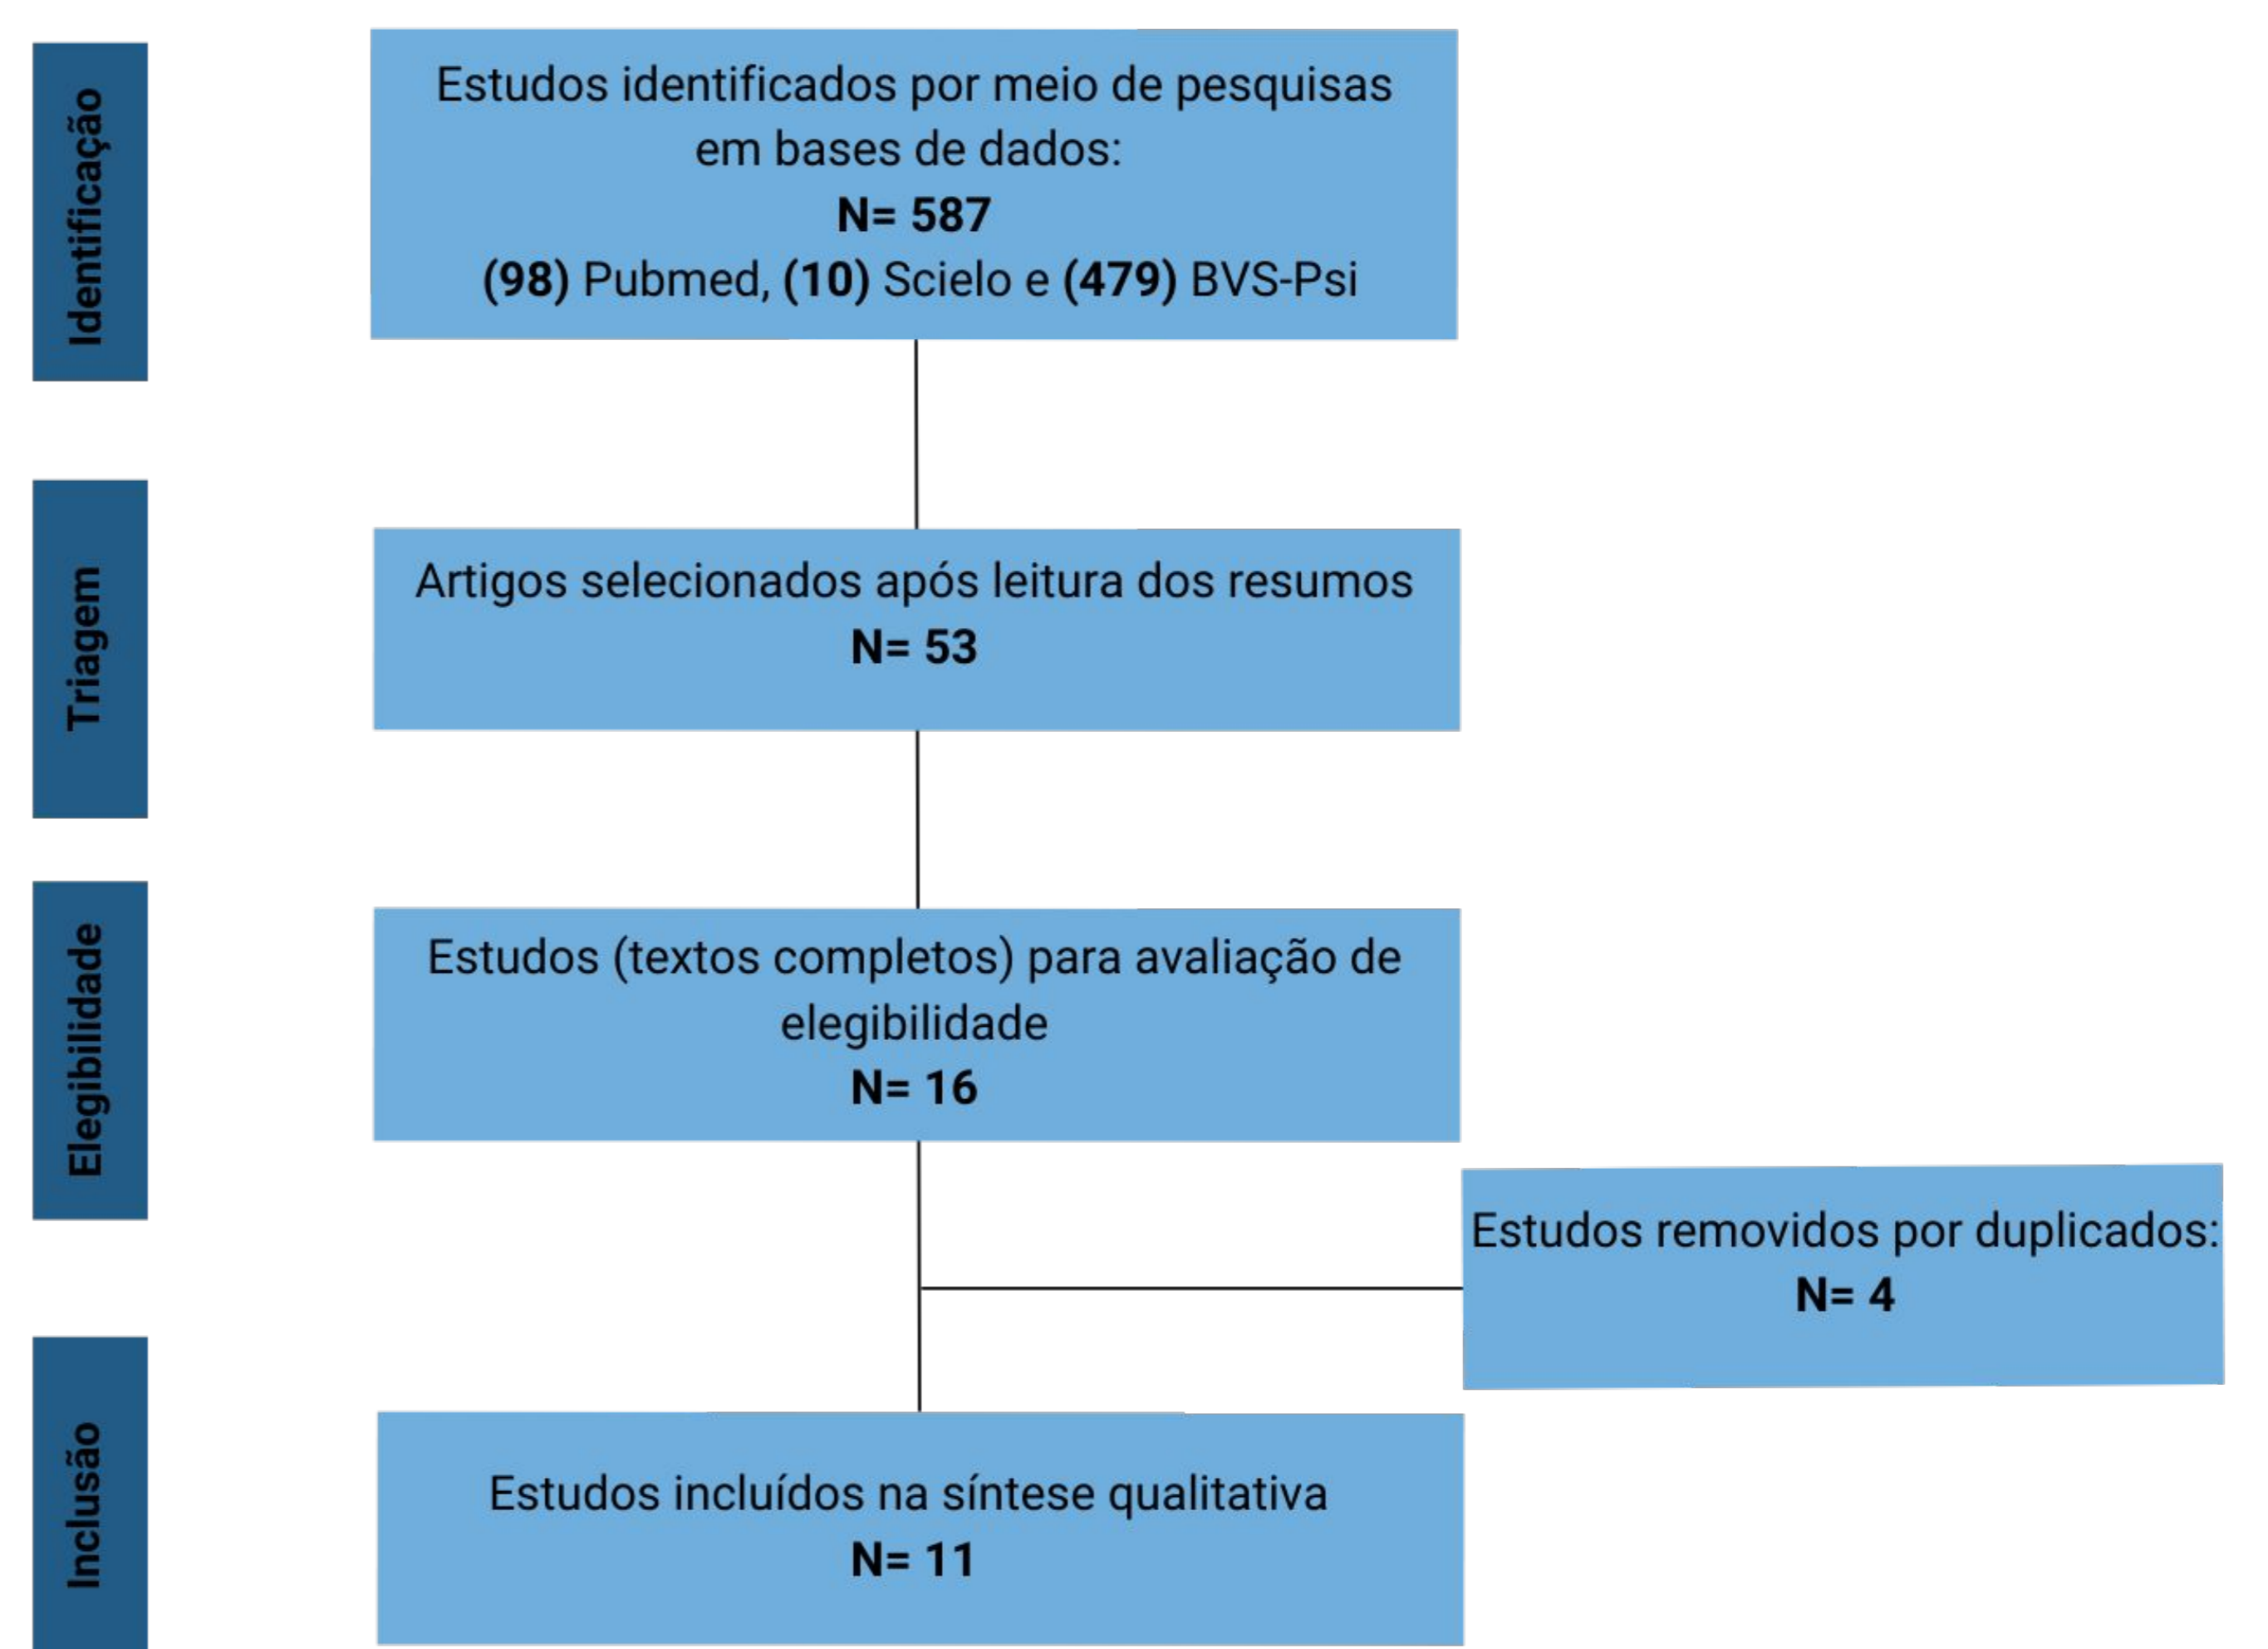 Identificação
Estudos identificados por meio de pesquisas
em bases de dados:
N= 587
(98) Pubmed, (10) Scielo e (479) BVS-Psi
Triagem
Artigos selecionados após leitura dos resumos
N= 53
Elegibilidade
Estudos (textos completos) para avaliação de
elegibilidade
N= 16
Estudos removidos por duplicados:
N= 4
Inclusão
Estudos incluídos na síntese qualitativa
N= 11